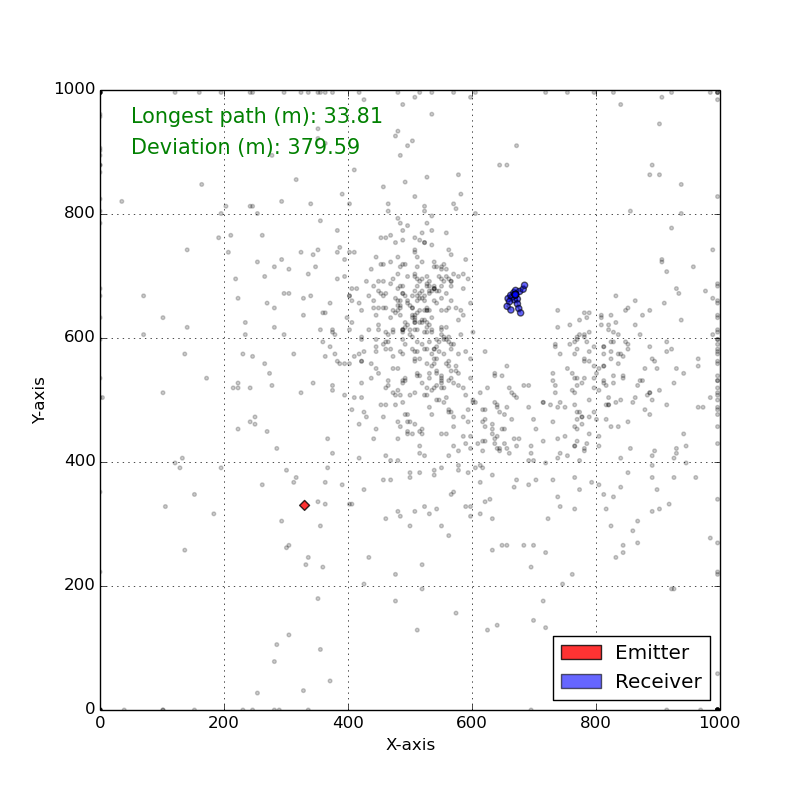 Longest path (m): 33.81
Deviation (m): 379.59
1000
800
600
400
200
0
0 200 400 600 800 1000
Y-axis
X-axis
Emitter
Receiver